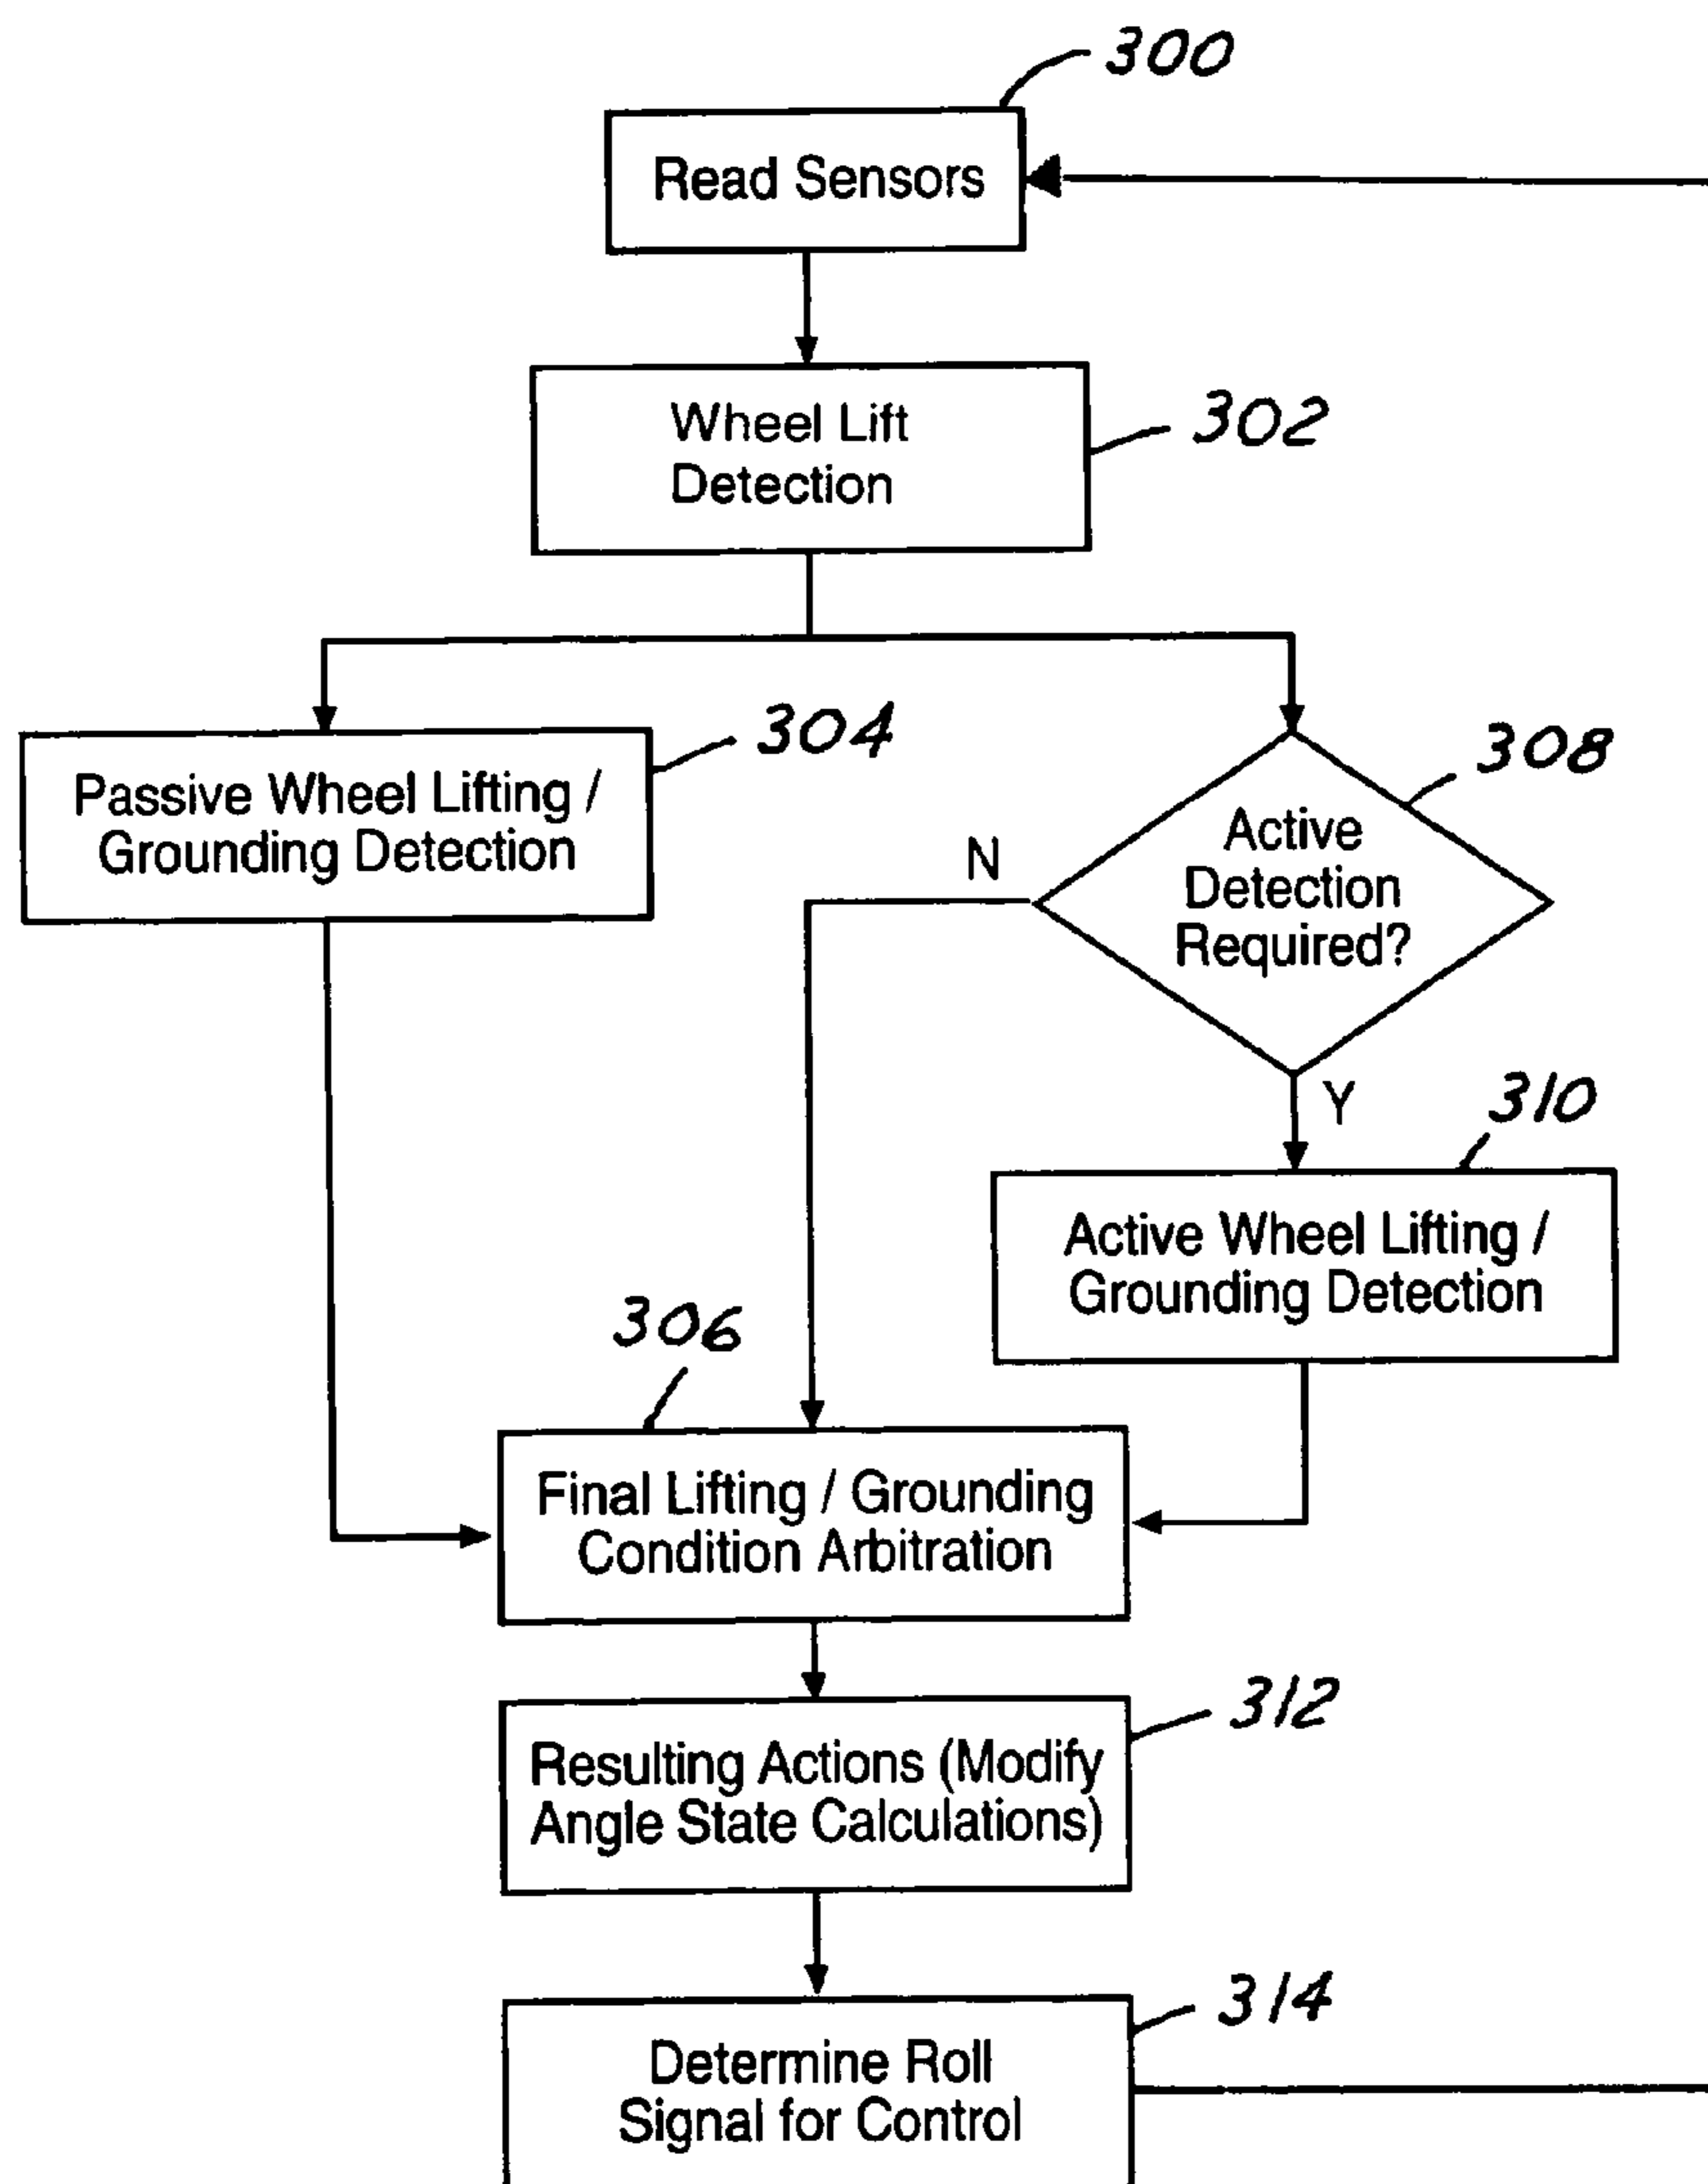 300
Read Sensors
302
Wheel Lift
Detection
304
Passive Wheel Lifting /
Grounding Detection
308
Active
Detection
Required?
N
Y
310
Active Wheel Lifting /
Grounding Detection
306
Final Lifting / Grounding
Condition Arbitration
312
Resulting Actions (Modify
Angle State Calculations)
314
Determine Roll
Signal for Control